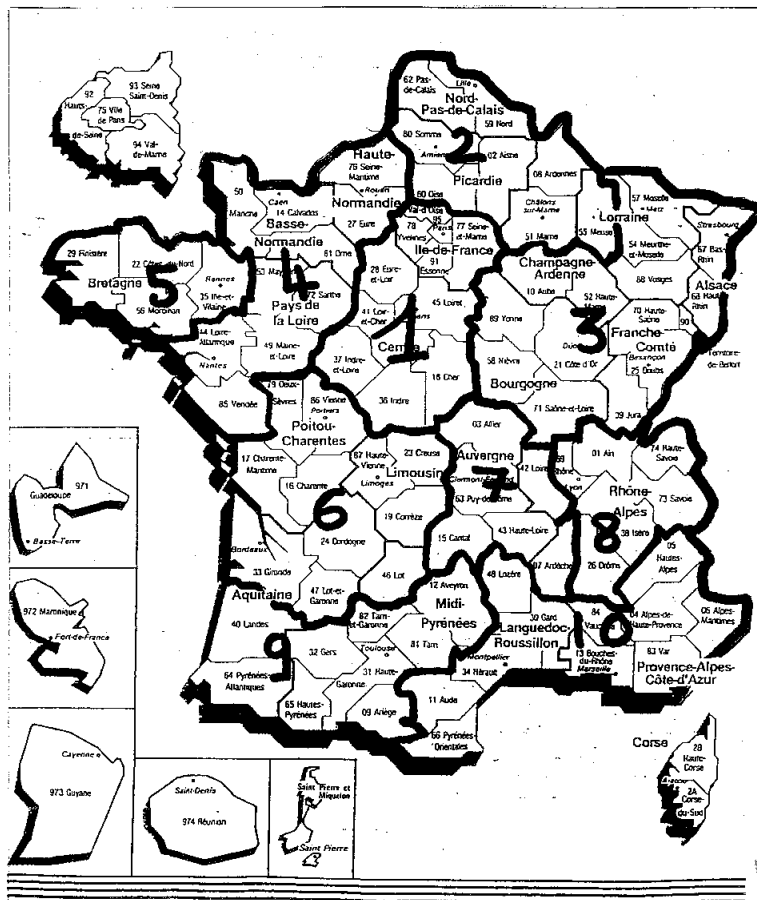 92
Hauts-
de-Seine
93 Seine
Saint-Denis
75 Ville
de Paris
94 Val-
de-Marne
62 Pas-
de-Calais
Lille
Nord-
Pas-de-Calais
59 Nord
80 Somme
2
Amiens
02 Aisne
Picardie
60 Oise
08 Ardennes
Châlons
sur-Marne
51 Marne
55 Meuse
57 Moselle
Metz
Lorraine
54 Meurthe-
et-Moselle
88 Vosges
Strasbourg
67 Bas-
Rhin
Alsace
68 Haut-
Rhin
Haute-
76 Seine-
Maritime
Rouen
Normandie
27 Eure
50
Manche
Caen
14 Calvados
Basse-
Normandie
61 Orne
Val-d'Oise
95
78
Yvelines
Paris
77 Seine-
et-Marne
Ile-de-France
91
Essonne
29 Finistère
22 Côtes-du-Nord
Bretagne
5
Rennes
35 Ille-et-
Vilaine
56 Morbihan
4
72 Sarthe
Pays de
la Loire
44 Loire-
Atlantique
49 Maine-
et-Loire
Nantes
85 Vendée
28 Eure-
et-Loir
45 Loiret
41 Loir-
et-Cher
1
Centre
37 Indre-
et-Loire
18 Cher
36 Indre
Champagne-
Ardenne
10 Aube
52 Haute-
Marne
89 Yonne
3
70 Haute-
Saône
90
Territoire-
de-Belfort
Franche-
Comté
Besançon
25 Doubs
21 Côte d'Or
58 Nièvre
Bourgogne
71 Saône-et-Loire
39 Jura
79 Deux-
Sèvres
86 Vienne
Poitiers
Poitou-
Charentes
17 Charente-
Maritime
16 Charente
87 Haute-
Vienne
Limoges
23 Creuse
Limousin
6
19 Corrèze
24 Dordogne
Bordeaux
33 Gironde
47 Lot-et-
Garonne
46 Lot
Aquitaine
40 Landes
03 Allier
Auvergne
7
Clermont-Ferrand
63 Puy-de-Dôme
42 Loire
15 Cantal
43 Haute-Loire
07 Ardèche
01 Ain
74 Haute-
Savoie
69
Rhône
Lyon
Rhône-
Alpes
73 Savoie
8
38 Isère
26 Drôme
05
Hautes-
Alpes
9
64 Pyrénées-
Atlantiques
32 Gers
65 Hautes-
Pyrénées
82 Tarn-
et-Garonne
Toulouse
31 Haute-
Garonne
09 Ariège
12 Aveyron
Midi-
Pyrénées
81 Tarn
48 Lozère
30 Gard
Languedoc-
Roussillon
Montpellier
34 Hérault
11 Aude
66 Pyrénées-
Orientales
10
84
Vaucluse
04 Alpes-de-
Haute-Provence
06 Alpes-
Maritimes
13 Bouches-
du-Rhône
Marseille
83 Var
Provence-Alpes-
Côte-d'Azur
Corse
2B
Haute-
Corse
2A Corse-
du-Sud
Guadeloupe
971
Basse-Terre
972 Martinique
Fort-de-France
Cayenne
973 Guyane
Saint-Denis
974 Réunion
Saint Pierre et
Miquelon
Saint Pierre